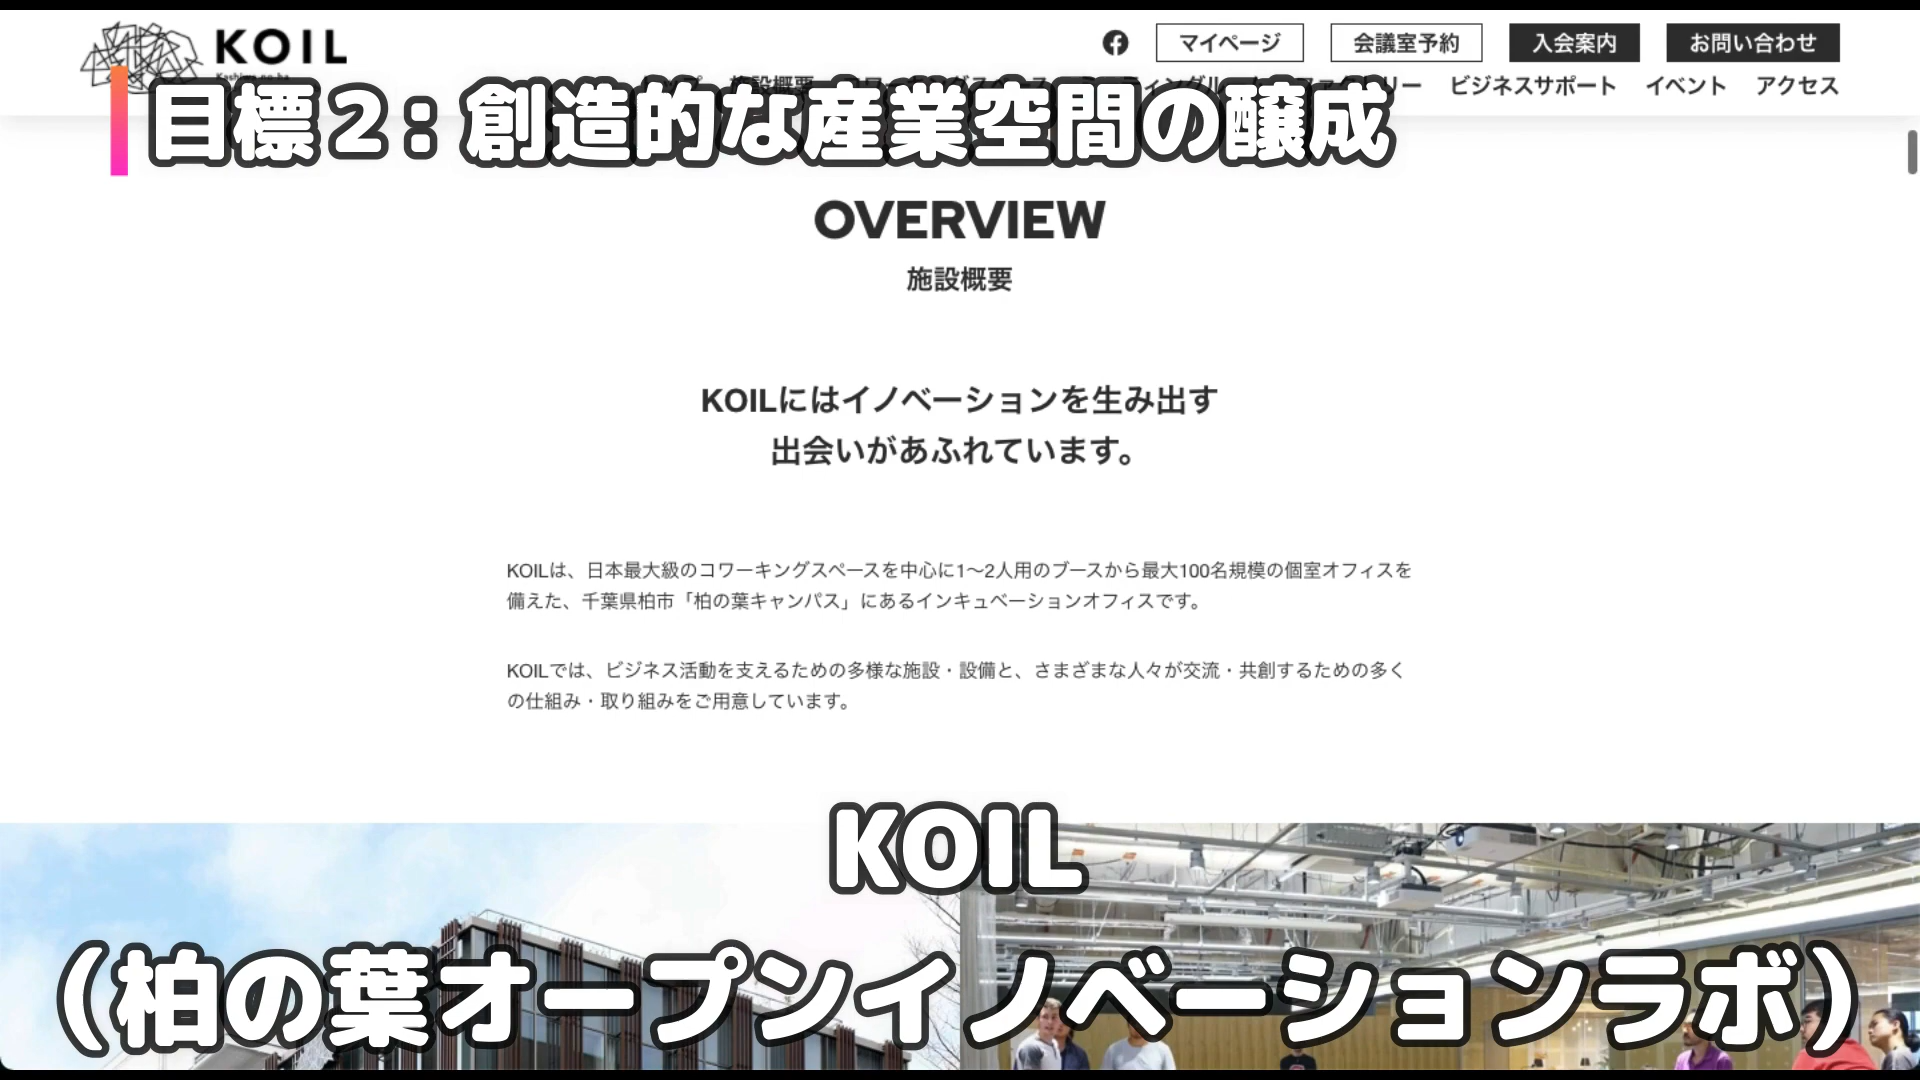 KOIL
マイページ
会議室予約
入会案内
お問い合わせ
ビジネスサポート
イベント
アクセス
目標２：創造的な産業空間の醸成
OVERVIEW
施設概要
KOILにはイノベーションを生み出す
出会いがあふれています。
KOILは、日本最大級のコワーキングスペースを中心に1〜2人用のブースから最大100名規模の個室オフィスを
備えた、千葉県柏市「柏の葉キャンパス」にあるインキュベーションオフィスです。
KOILでは、ビジネス活動を支えるための多様な施設・設備と、さまざまな人々が交流・共創するための多く
の仕組み・取り組みをご用意しています。
KOIL
（柏の葉オープンイノベーションラボ）